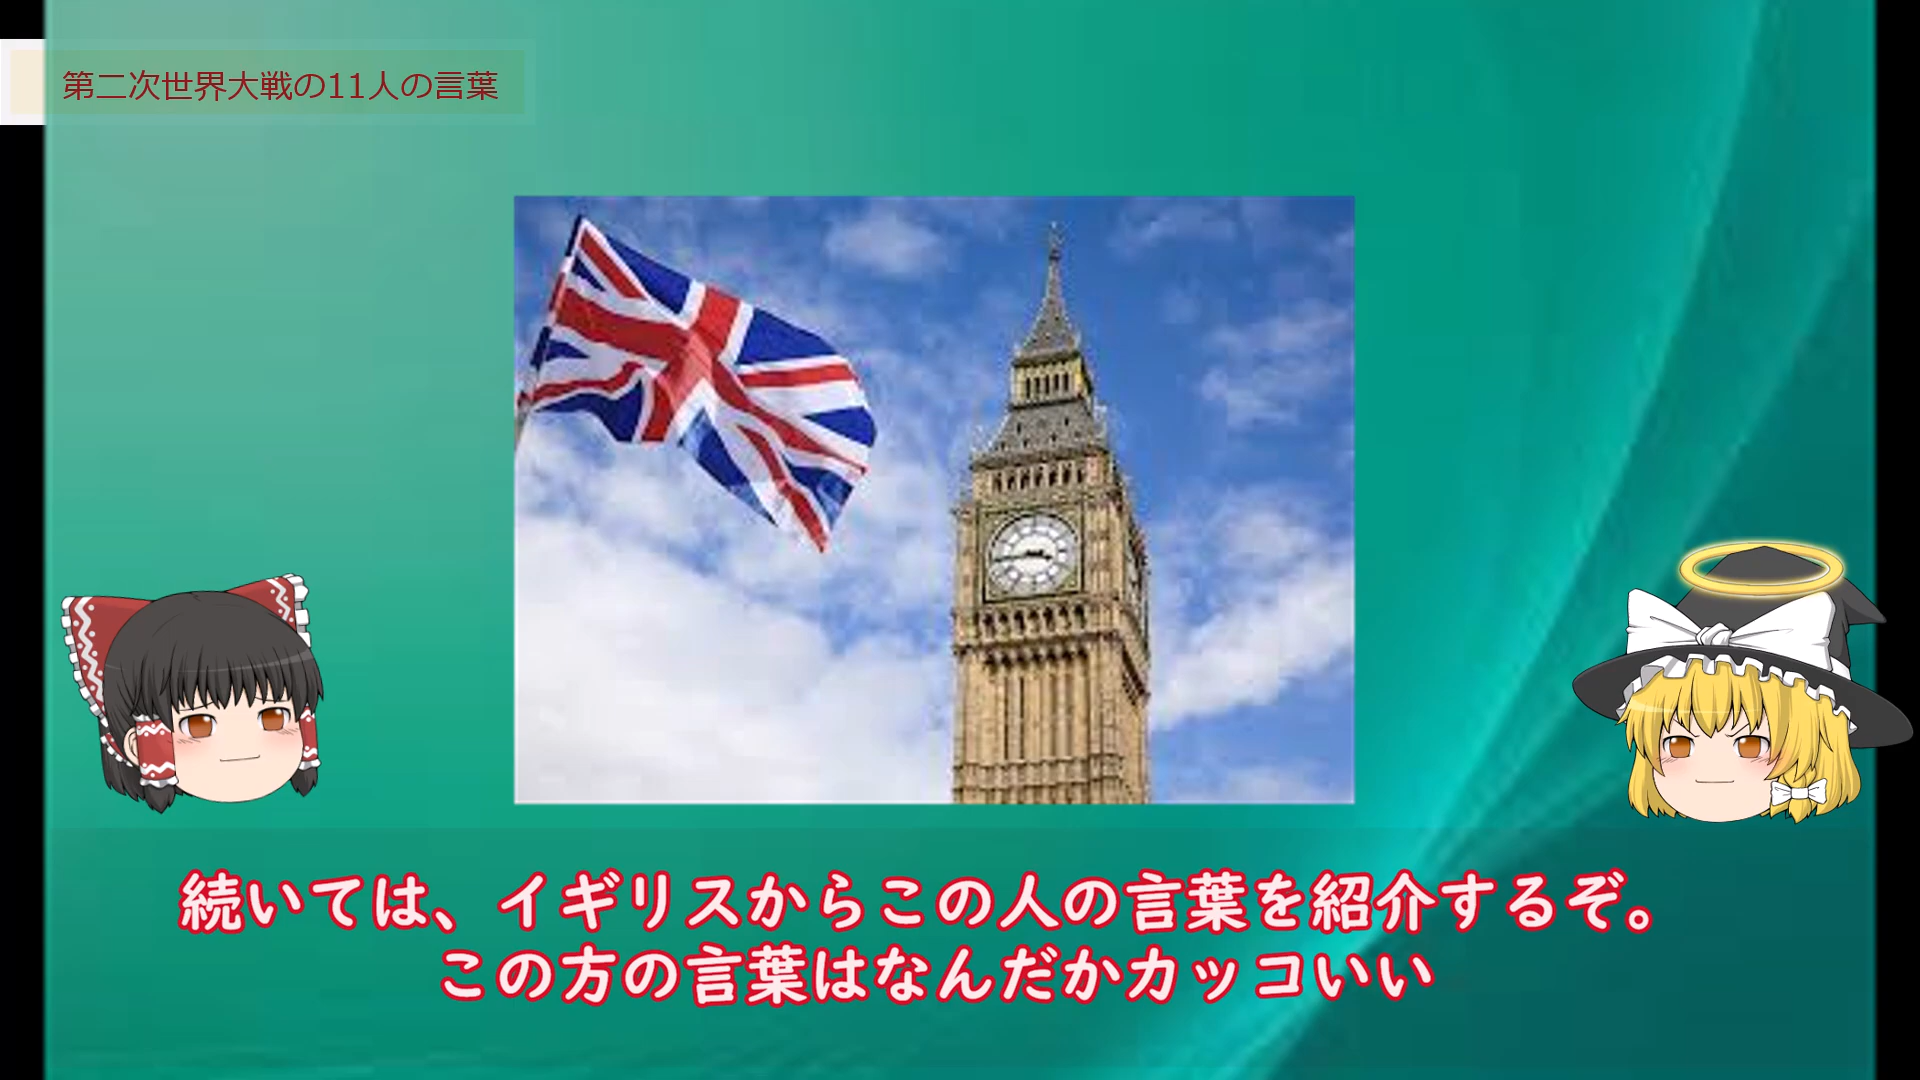 第二次世界大戦の11人の言葉
続いては、イギリスからこの人の言葉を紹介するぞ。
この方の言葉はなんだかカッコいい